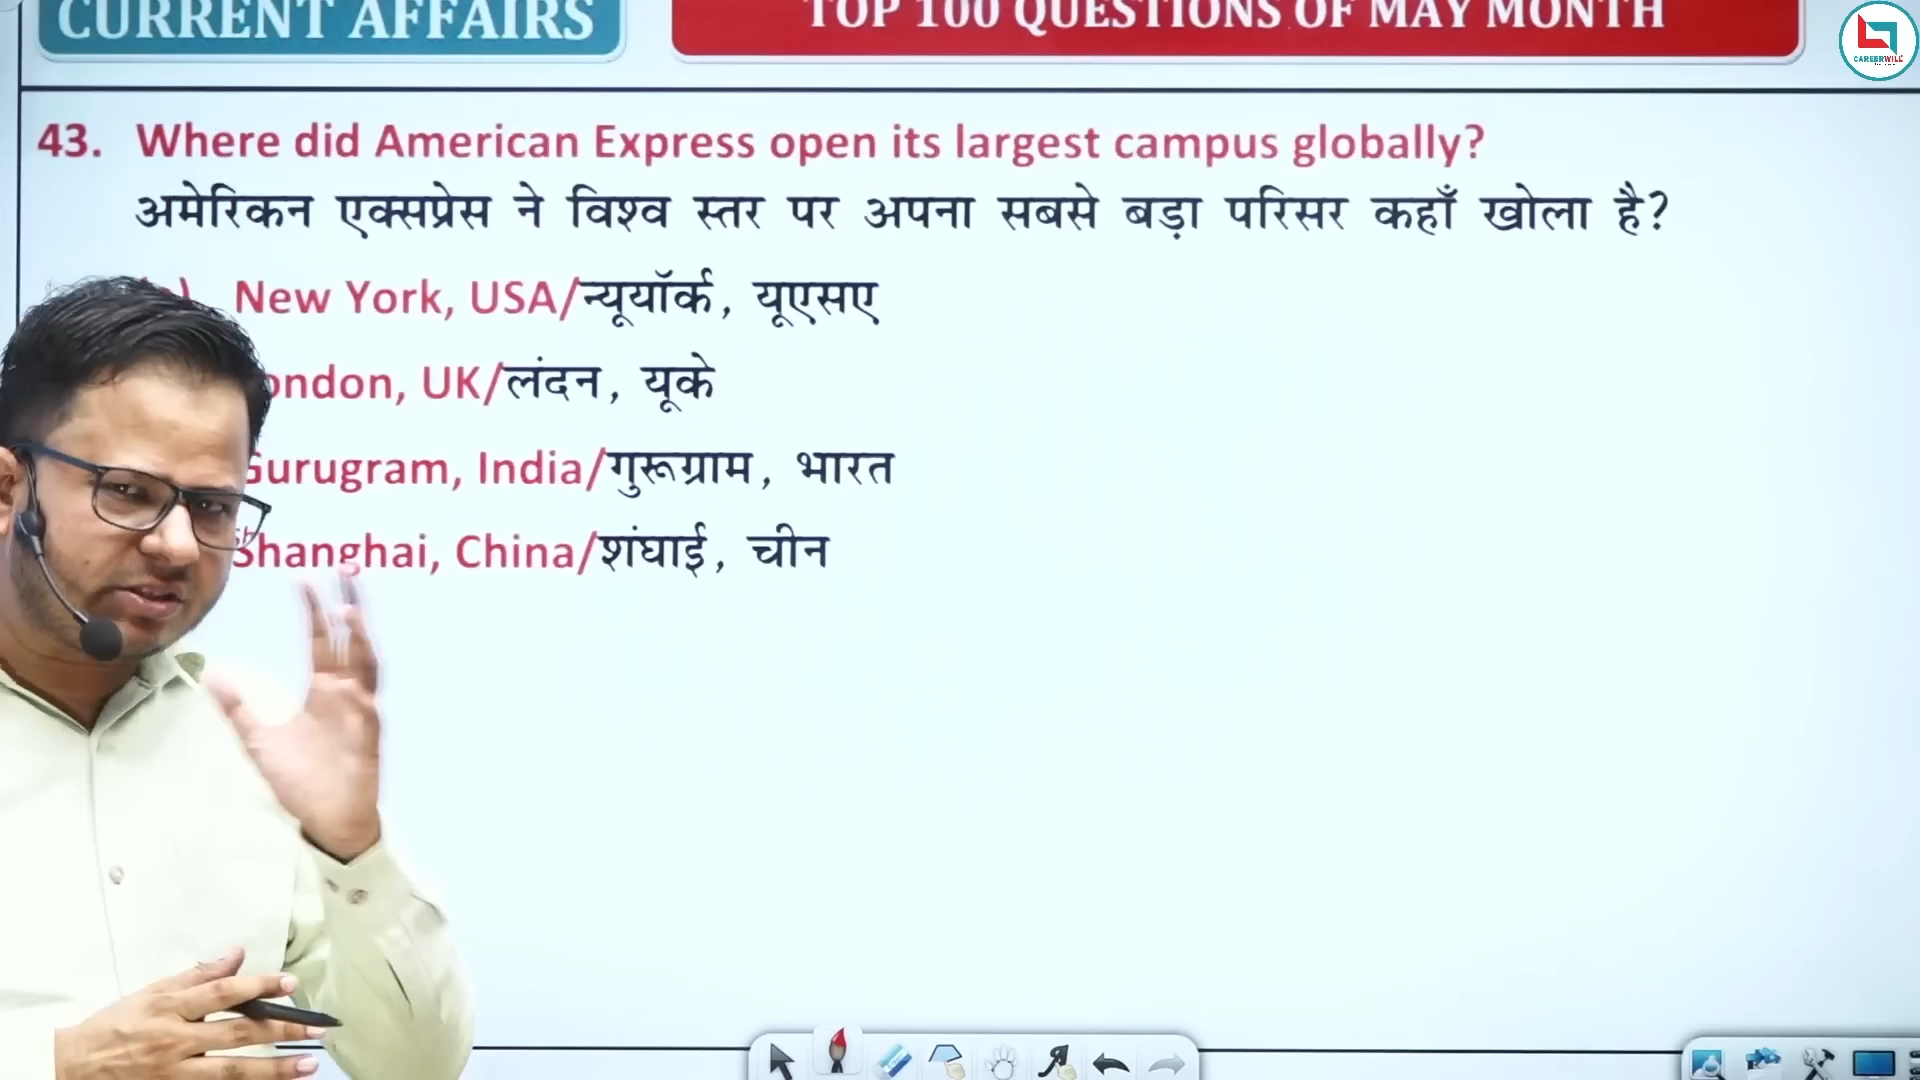 CURRENT AFFAIRS
TOP 100 QUESTIONS OF MAY MONTH
CAREERWILL
43. Where did American Express open its largest campus globally?
अमेरिकन एक्सप्रेस ने विश्व स्तर पर अपना सबसे बड़ा परिसर कहाँ खोला है?
New York, USA/न्यूयॉर्क, यूएसए
ondon, UK/लंदन, यूके
Gurugram, India/गुरूग्राम, भारत
Shanghai, China/शंघाई, चीन